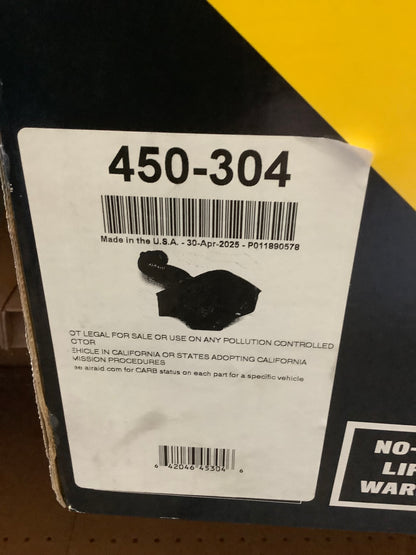 450-304
Made in the U.S.A. - 30-Apr-2025 - P011890578
OT LEGAL FOR SALE OR USE ON ANY POLLUTION CONTROLLED
OTOR
EHICLE IN CALIFORNIA OR STATES ADOPTING CALIFORNIA
MISSION PROCEDURES
ee airaid.com for CARB status on each part for a specific vehicle
6 42046 45304 6
NO-
LIF
WAR